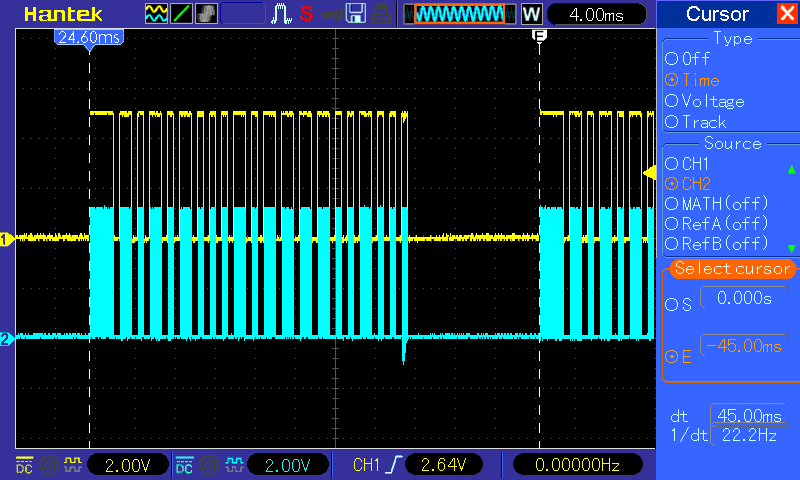 Hantek S W 4.00ms
24.60ms
E
1
2
Cursor
Type
Off
Time
Voltage
Track
Source
CH1
CH2
MATH(off)
RefA(off)
RefB(off)
Select cursor
S 0.000s
E -45.00ms
dt 45.00ms
1/dt 22.2Hz
2.00V 2.00V CH1 2.64V 0.00000Hz